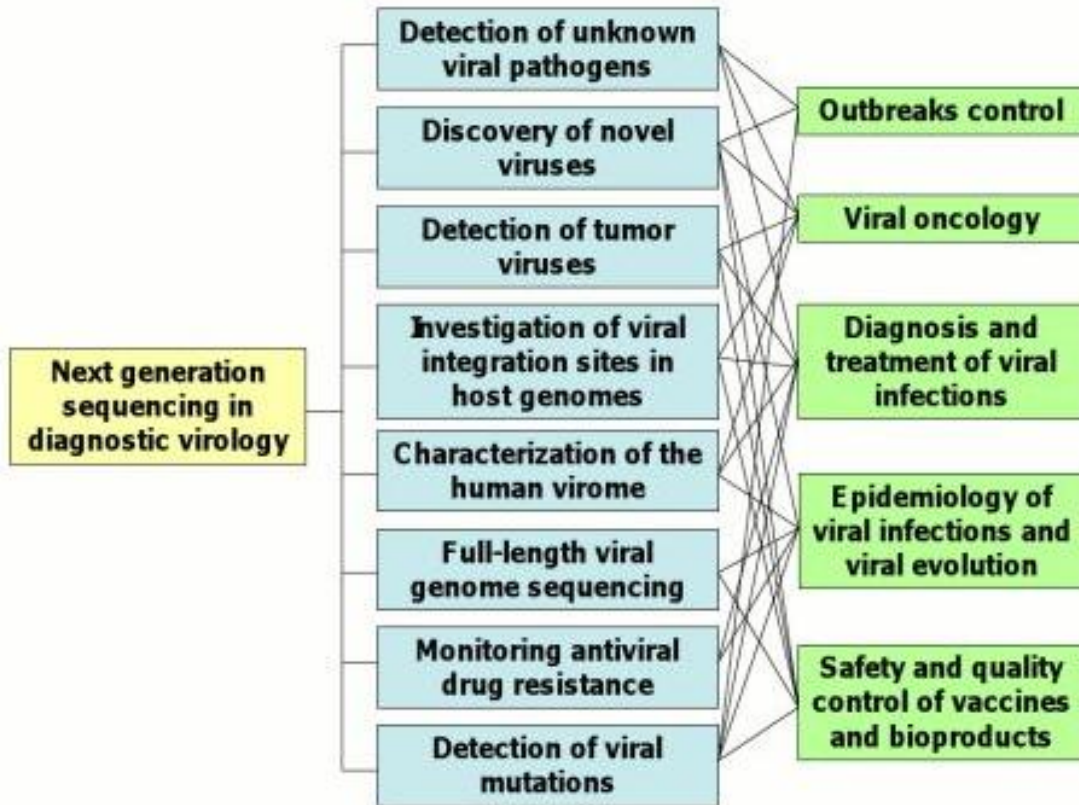 Next generation
sequencing in
diagnostic virology
Detection of unknown
viral pathogens
Discovery of novel
viruses
Detection of tumor
viruses
Investigation of viral
integration sites in
host genomes
Characterization of the
human virome
Full-length viral
genome sequencing
Monitoring antiviral
drug resistance
Detection of viral
mutations
Outbreaks control
Viral oncology
Diagnosis and
treatment of viral
infections
Epidemiology of
viral infections and
viral evolution
Safety and quality
control of vaccines
and bioproducts